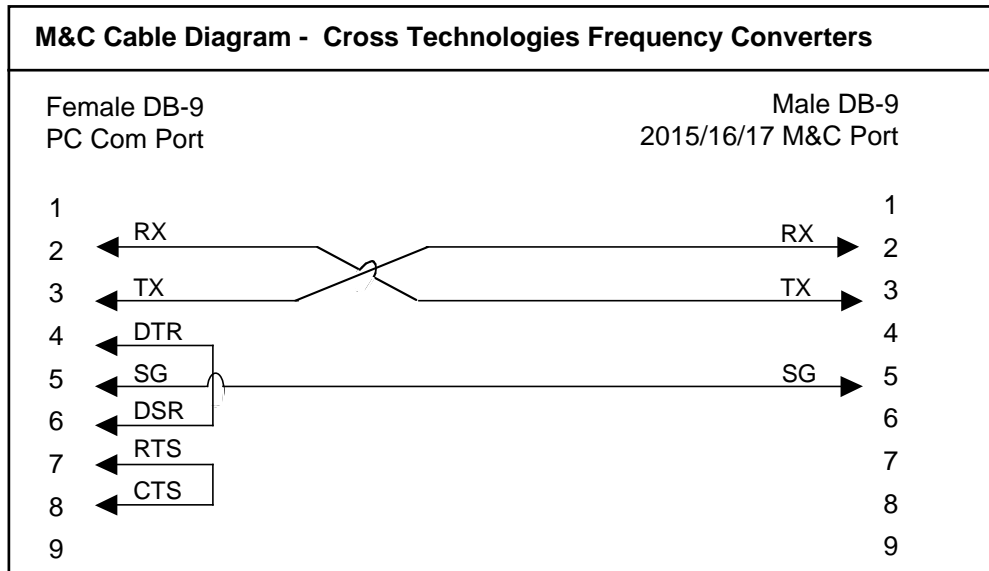 M&C Cable Diagram - Cross Technologies Frequency Converters
Female DB-9
PC Com Port
Male DB-9
2015/16/17 M&C Port
1 1
2 RX RX 2
3 TX TX 3
4 DTR 4
5 SG SG 5
6 DSR 6
7 RTS 7
8 CTS 8
9 9